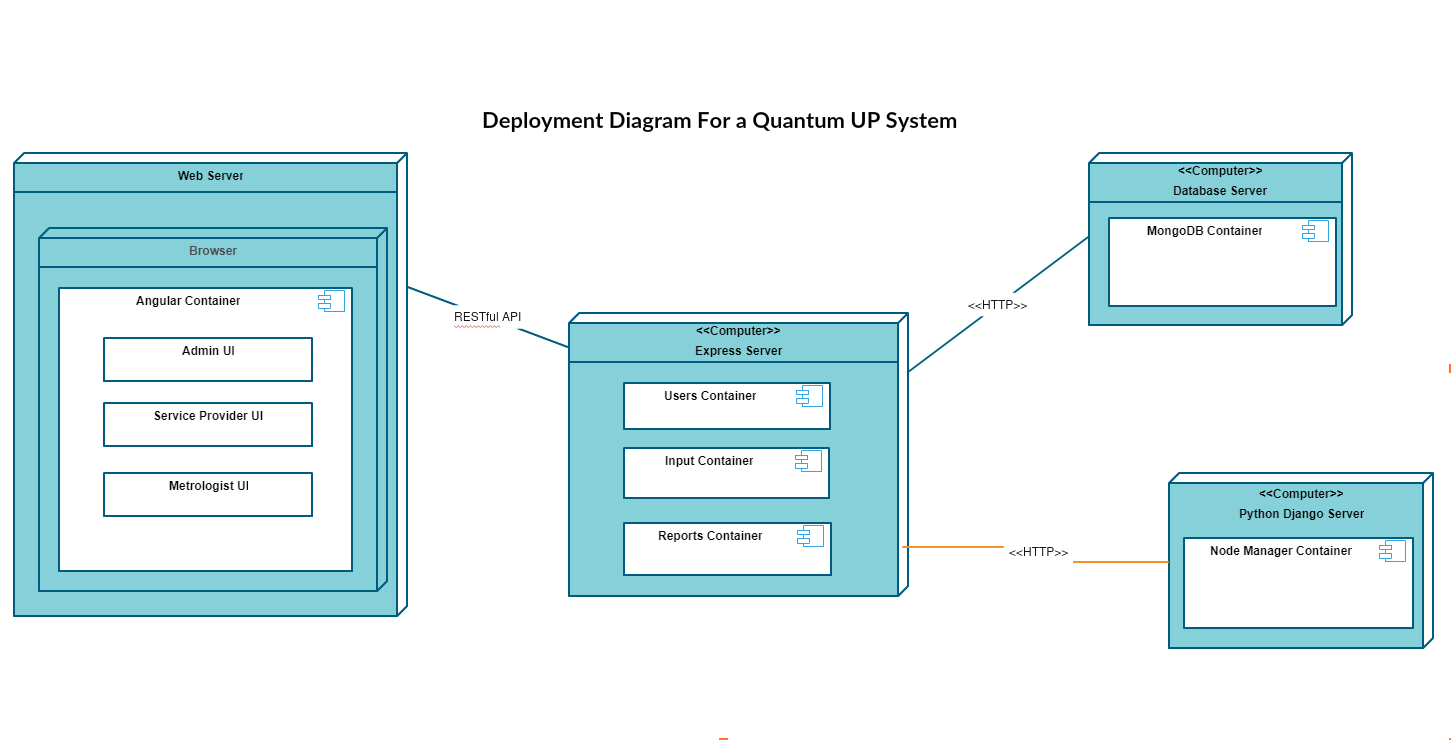 Deployment Diagram For a Quantum UP System
Web Server
Browser
Angular Container
Admin UI
Service Provider UI
Metrologist UI
RESTful API
<<Computer>>
Express Server
Users Container
Input Container
Reports Container
<<HTTP>>
<<Computer>>
Database Server
MongoDB Container
<<HTTP>>
<<Computer>>
Python Django Server
Node Manager Container